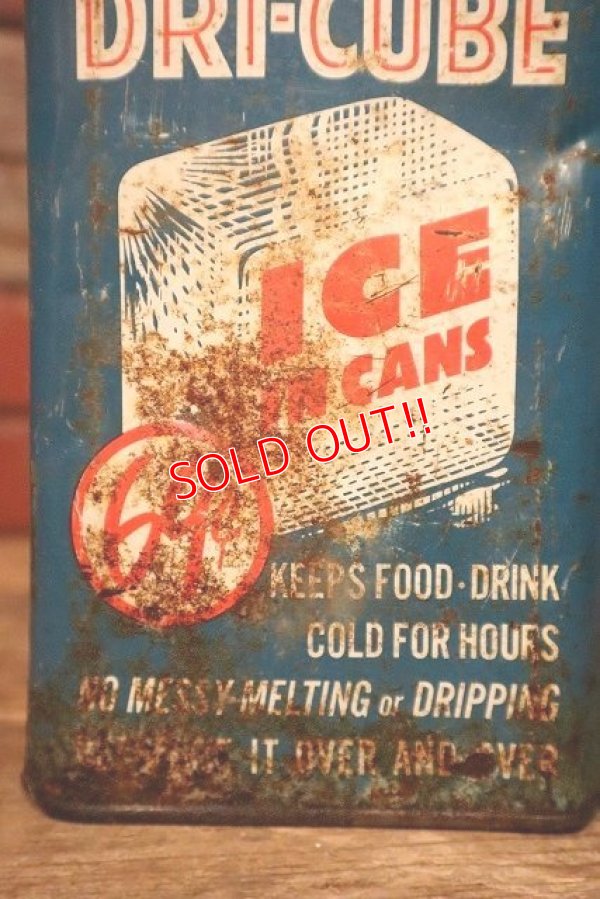 DRI-CUBE
ICE
IN CANS
SOLD OUT!!
69¢
KEEPS FOOD·DRINK
COLD FOR HOURS
NO MESSY MELTING or DRIPPING
IT OVER AND OVER